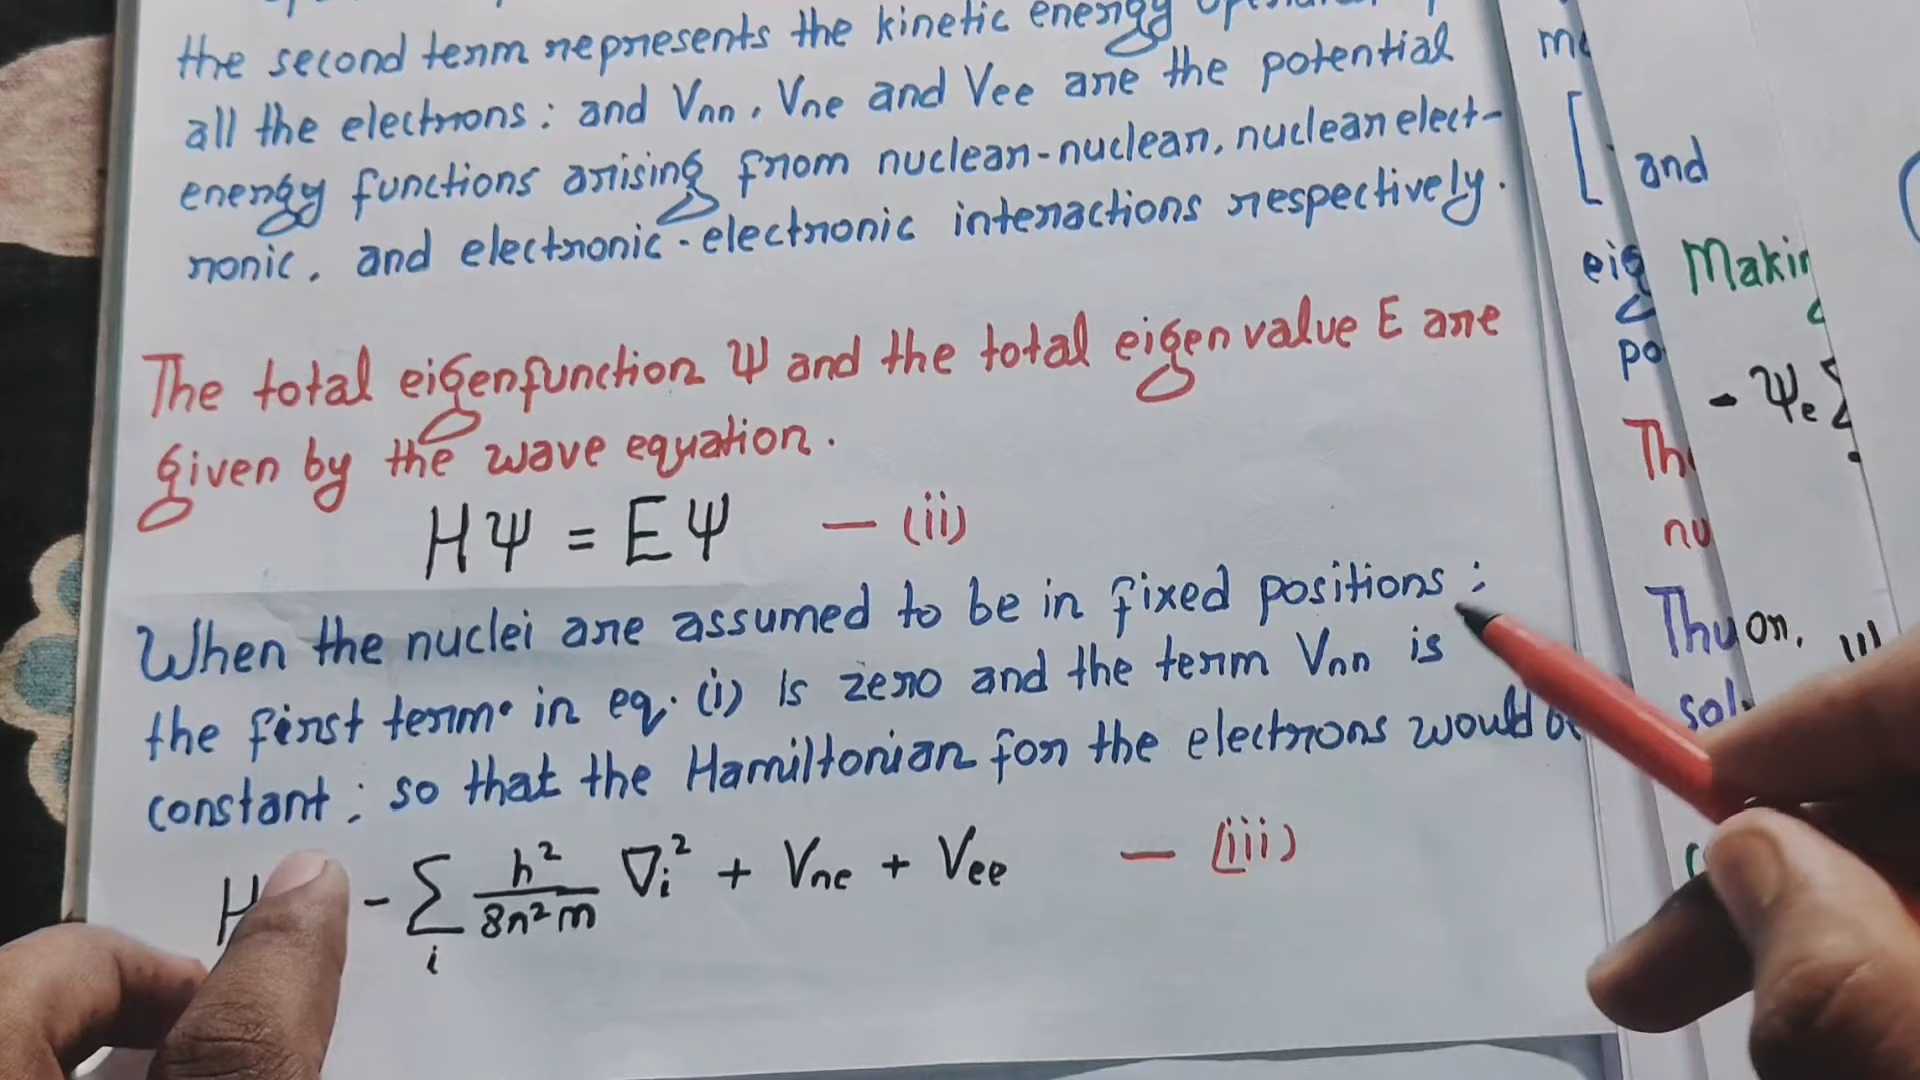 the second term represents the kinetic energy
all the electrons; and Vnn, Vne and Vee are the potential
energy functions arising from nuclear-nuclear, nuclear elect-
ronic, and electronic-electronic interactions respectively.
The total eigenfunction Ψ and the total eigen value E are
given by the wave equation.
HΨ = EΨ — (ii)
When the nuclei are assumed to be in fixed positions;
the first term in eq. (i) is zero and the term Vnn is
constant; so that the Hamiltonian for the electrons would
H - Σi h²/8π²m ∇i² + Vne + Vee — (iii)
and
Makin
- Ψe Σ
on,